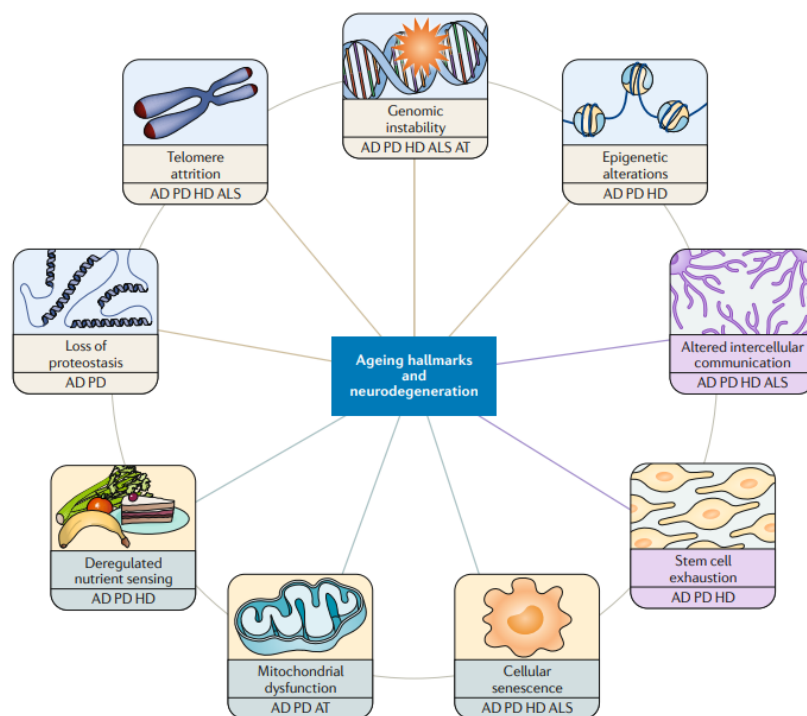 Genomic
instability
AD PD HD ALS AT
Telomere
attrition
AD PD HD ALS
Epigenetic
alterations
AD PD HD
Loss of
proteostasis
AD PD
Ageing hallmarks
and
neurodegeneration
Altered intercellular
communication
AD PD HD ALS
Deregulated
nutrient sensing
AD PD HD
Stem cell
exhaustion
AD PD HD
Mitochondrial
dysfunction
AD PD AT
Cellular
senescence
AD PD HD ALS